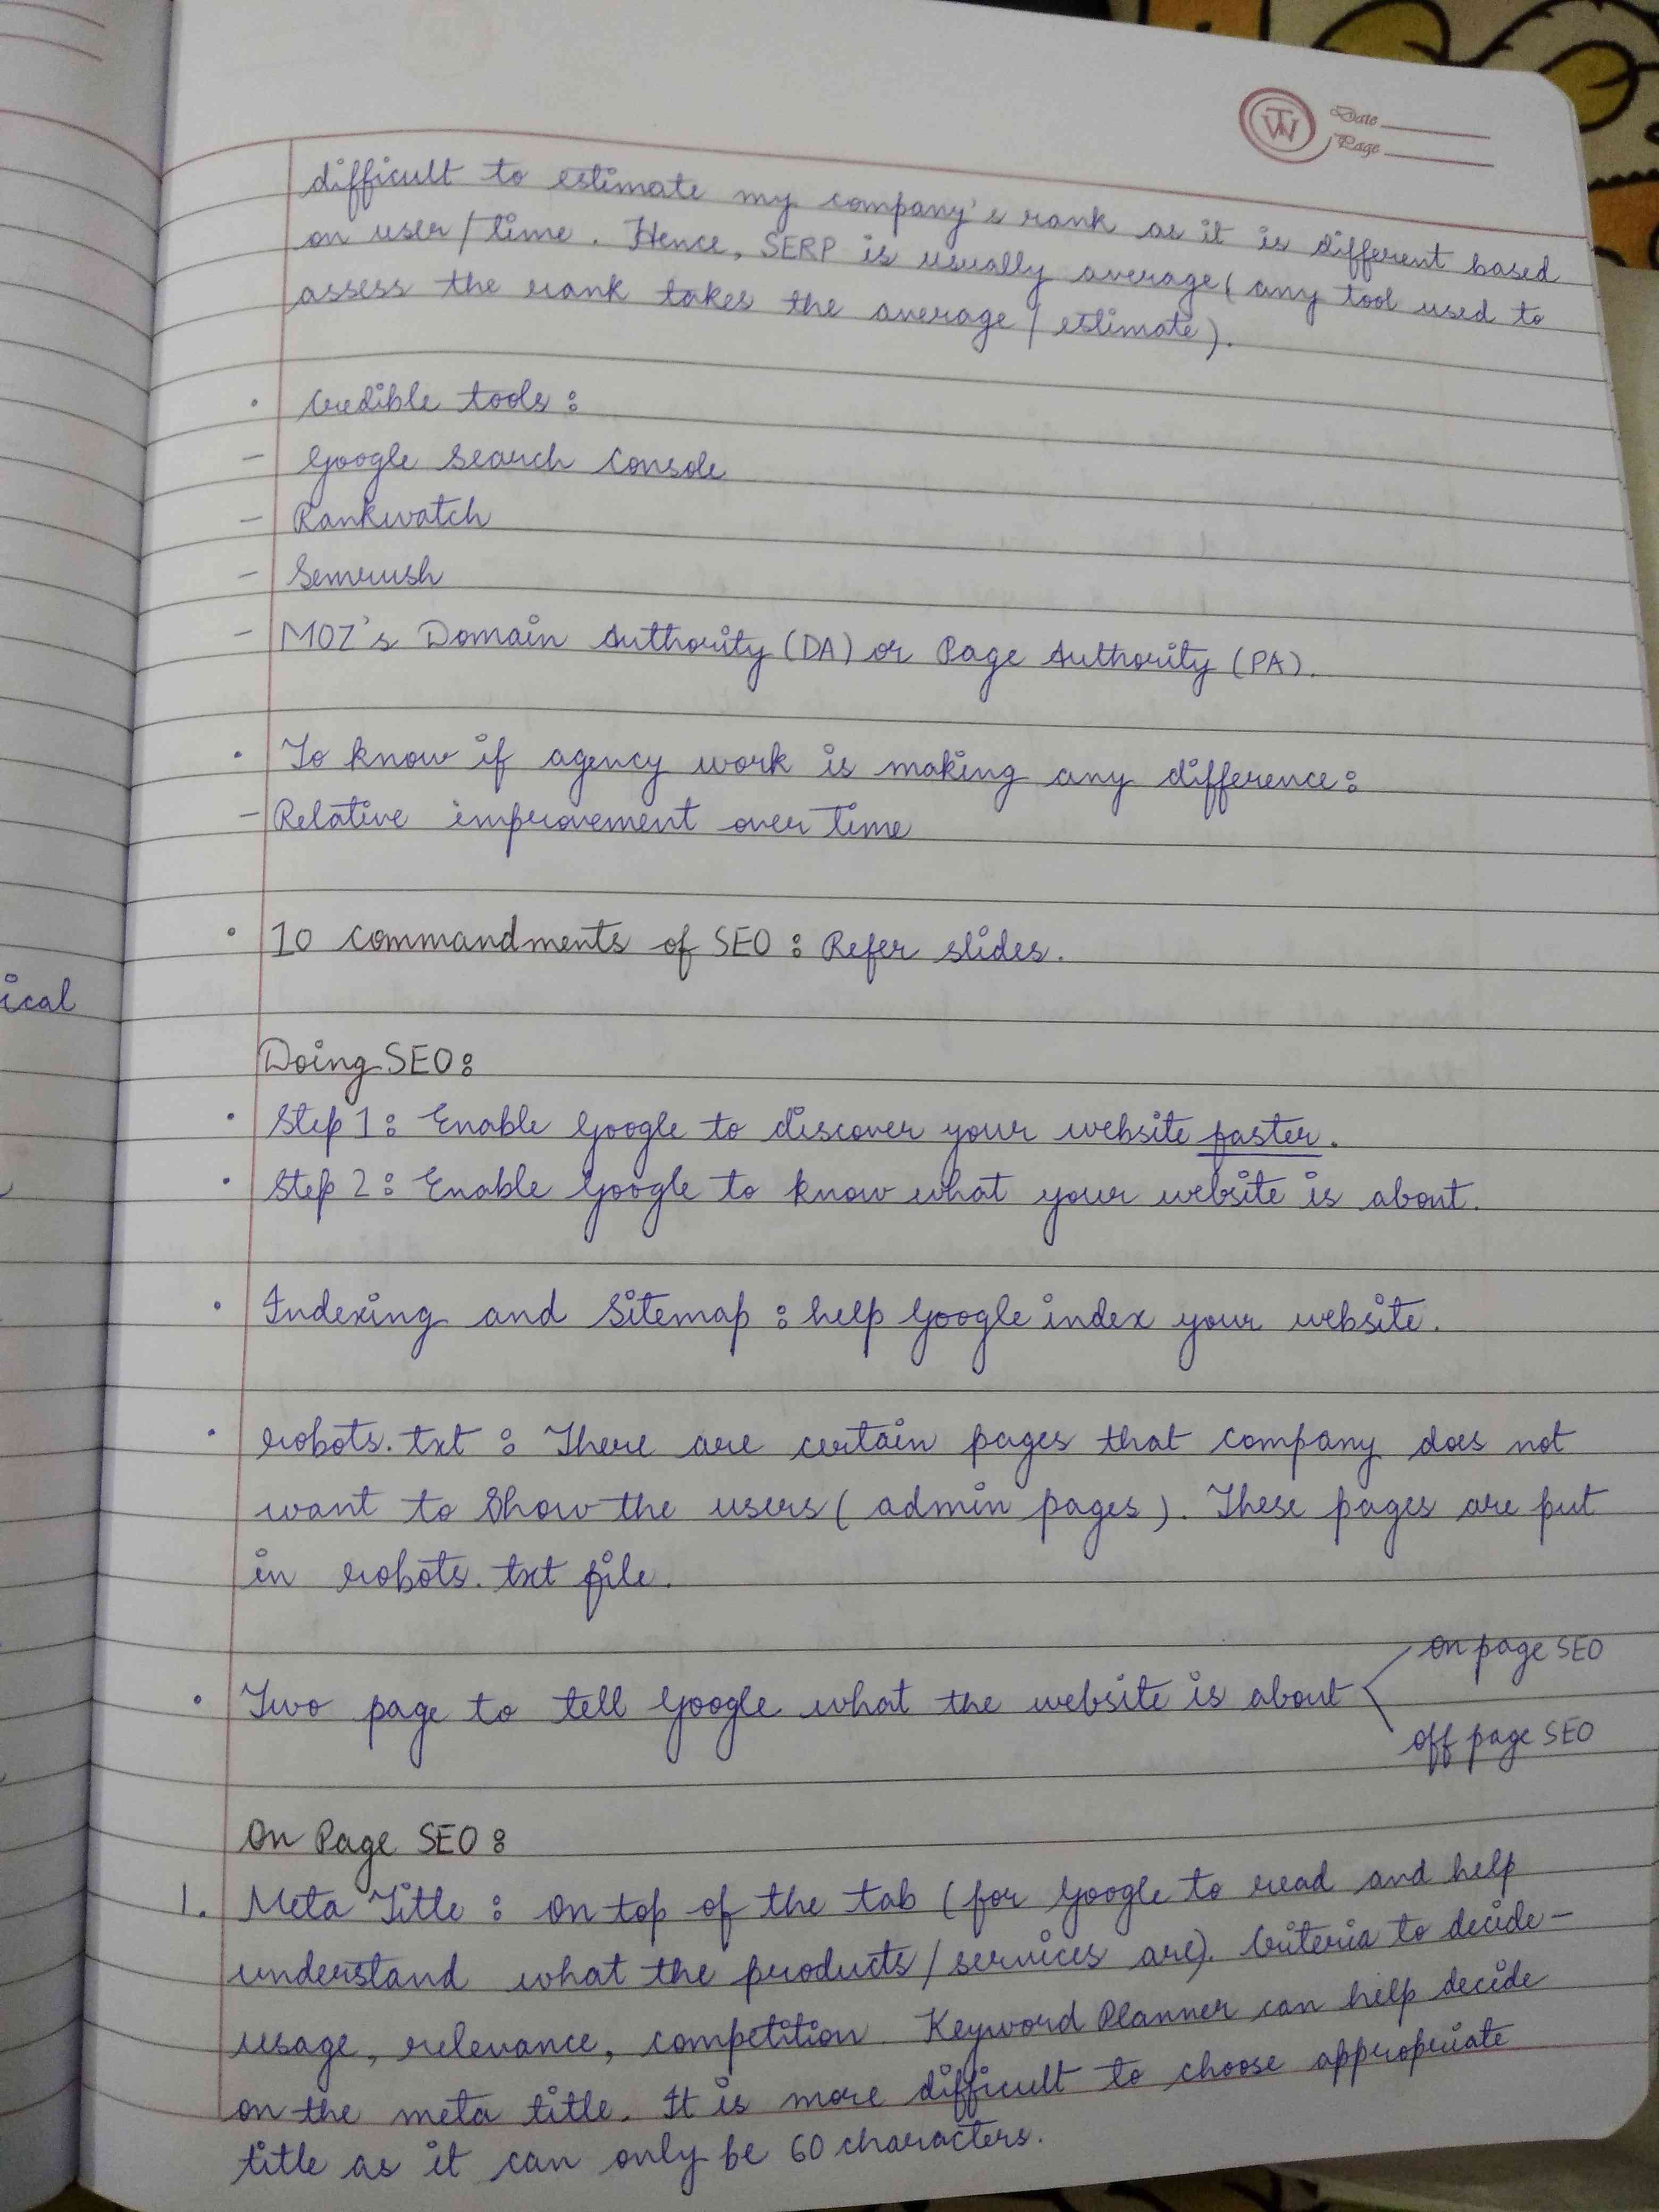 Date
Page
difficult to estimate my company's rank as it is different based
on user/time. Hence, SERP is usually average (any tool used to
assess the rank takes the average/estimate).
· Credible tools:
- Google Search Console
- Rankwatch
- Semrush
- MOZ's Domain Authority (DA) or Page Authority (PA).
· To know if agency work is making any difference:
- Relative improvement over time
· 10 commandments of SEO: Refer slides.
ical
Doing SEO:
· Step 1: Enable Google to discover your website faster.
· Step 2: Enable Google to know what your website is about.
· Indexing and Sitemap: help Google index your website.
· robots.txt: There are certain pages that company does not
want to show the users (admin pages). These pages are put
in robots.txt file.
on page SEO
· Two page to tell Google what the website is about
off page SEO
On Page SEO:
1. Meta Title: On top of the tab (for Google to read and help
understand what the products/services are). Criteria to decide -
usage, relevance, competition. Keyword Planner can help decide
on the meta title. It is more difficult to choose appropriate
title as it can only be 60 characters.